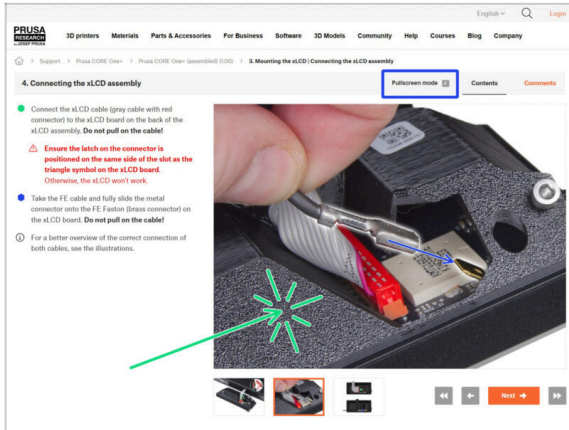 English
Login
PRUSA
RESEARCH
by JOSEF PRUSA
3D printers
Materials
Parts & Accessories
For Business
Software
3D Models
Community
Help
Courses
Blog
Company
Support > Prusa CORE One+ > Prusa CORE One+ (assembled) (1.00) > 3. Mounting the xLCD | Connecting the xLCD assembly
4. Connecting the xLCD assembly
Fullscreen mode F
Contents
Comments
Connect the xLCD cable (gray cable with red
connector) to the xLCD board on the back of the
xLCD assembly. Do not pull on the cable!
Ensure the latch on the connector is
positioned on the same side of the slot as the
triangle symbol on the xLCD board.
Otherwise, the xLCD won't work.
Take the FE cable and fully slide the metal
connector onto the FE Faston (brass connector) on
the xLCD board. Do not pull on the cable!
For a better overview of the correct connection of
both cables, see the illustrations.
Next